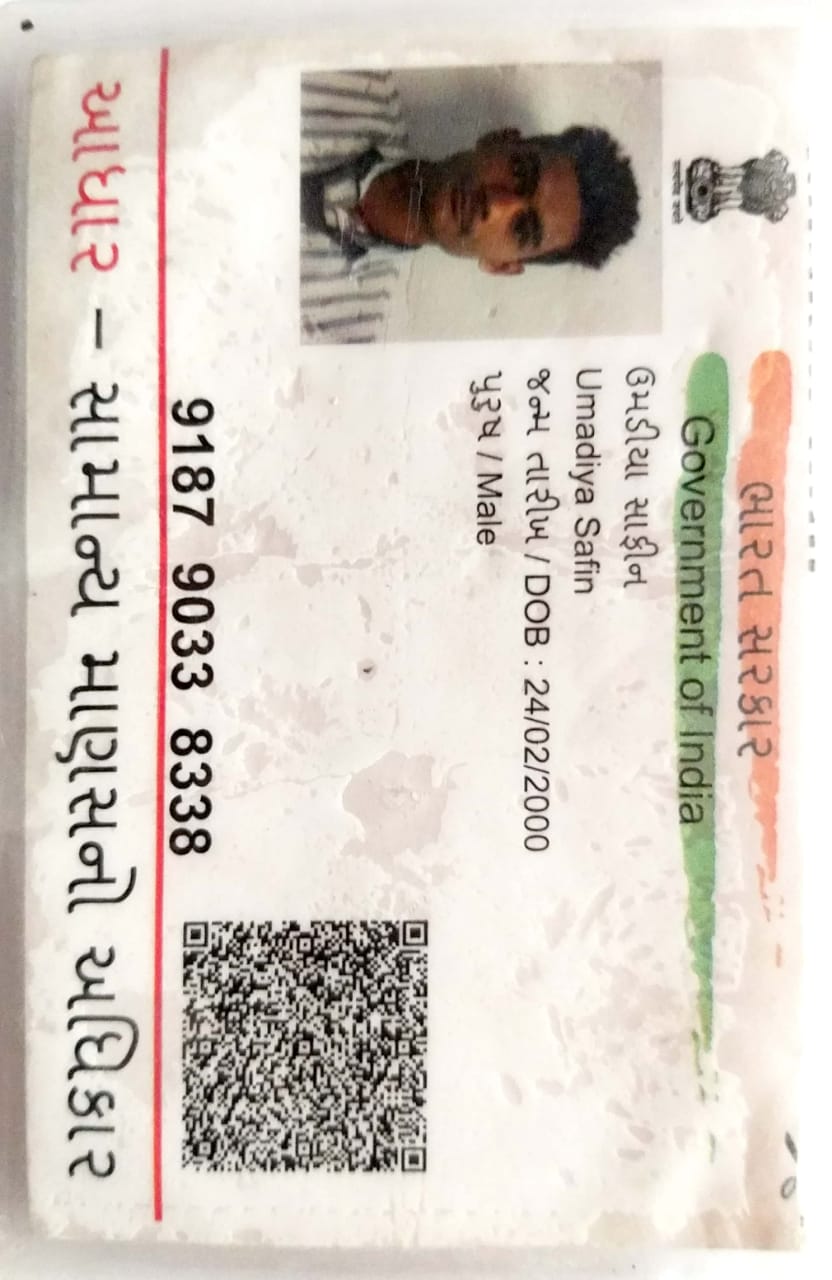 ભારત સરકાર
Government of India
ઉમડીયા સાફીન
Umadiya Safin
જન્મ તારીખ / DOB : 24/02/2000
પુરુષ / Male
9187 9033 8338
આધાર – સામાન્ય માણસનો અધિકાર